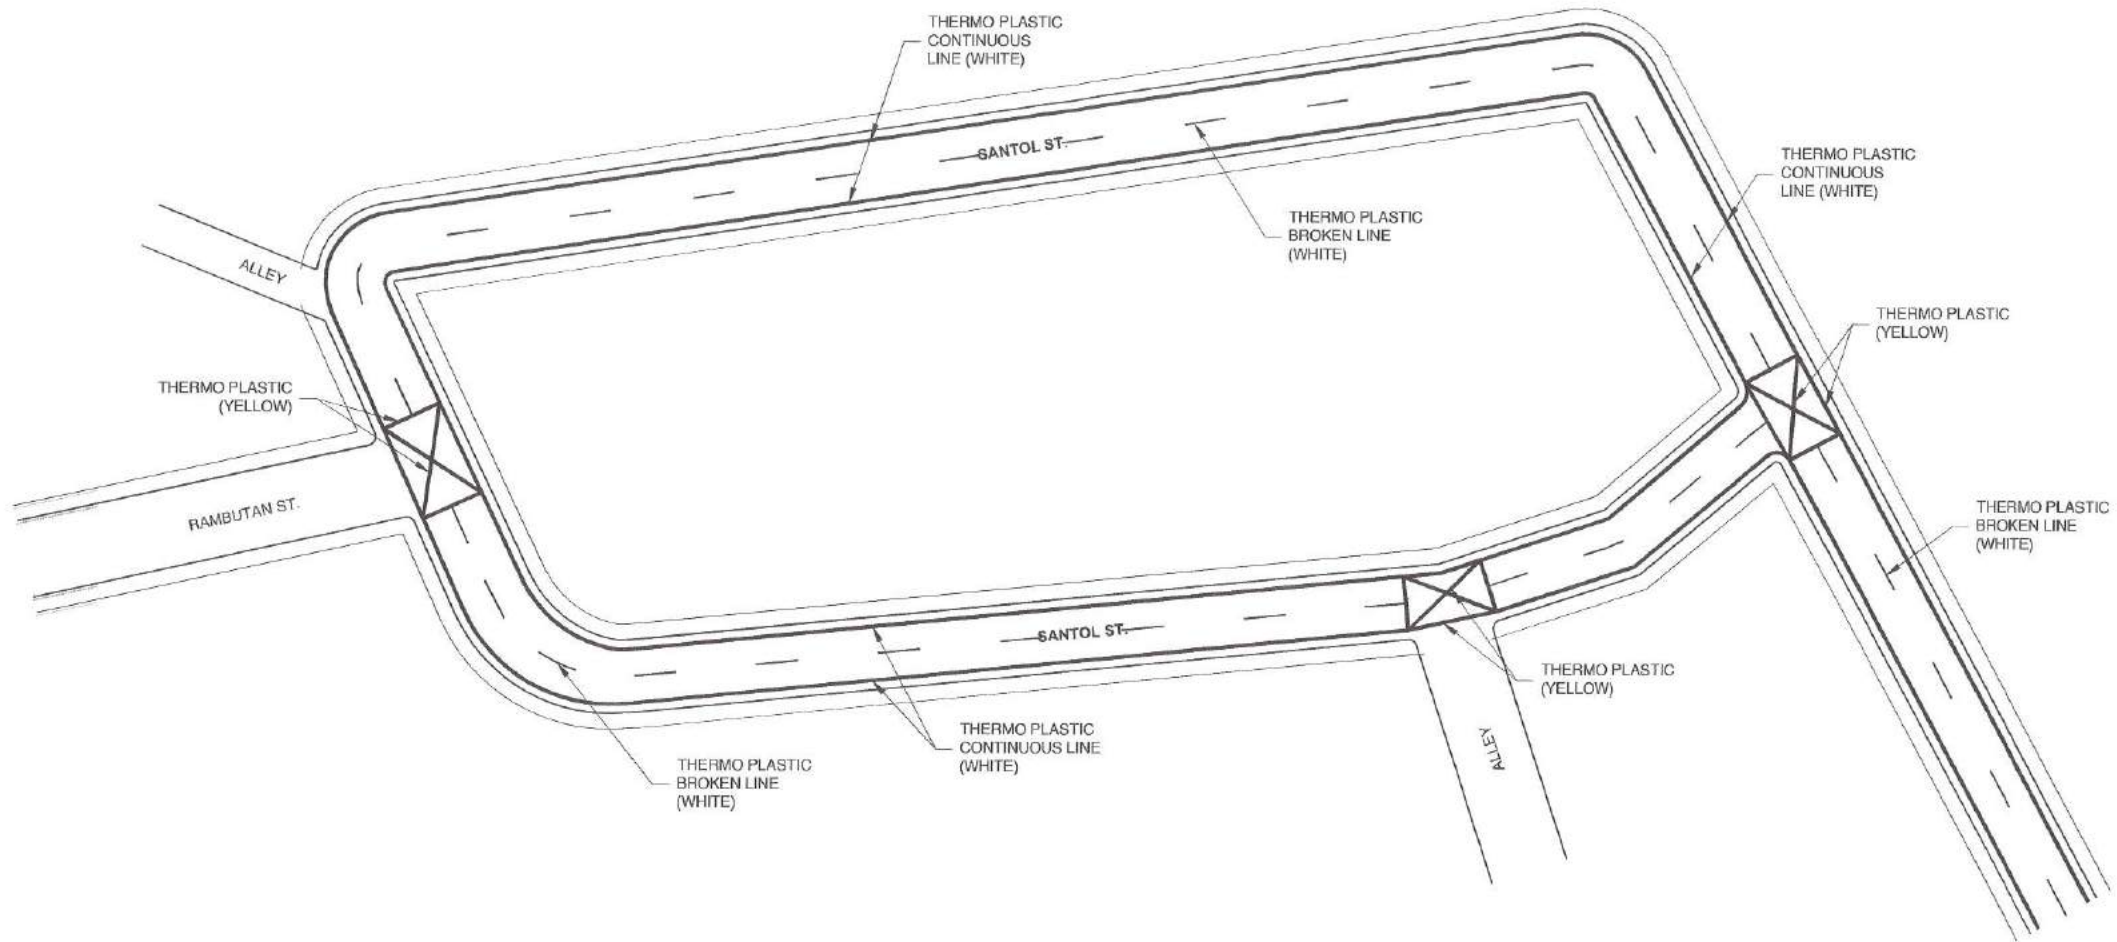 THERMO PLASTIC
CONTINUOUS
LINE (WHITE)
SANTOL ST.
THERMO PLASTIC
CONTINUOUS
LINE (WHITE)
THERMO PLASTIC
BROKEN LINE
(WHITE)
ALLEY
THERMO PLASTIC
(YELLOW)
THERMO PLASTIC
(YELLOW)
RAMBUTAN ST.
THERMO PLASTIC
BROKEN LINE
(WHITE)
SANTOL ST.
THERMO PLASTIC
(YELLOW)
THERMO PLASTIC
CONTINUOUS LINE
(WHITE)
ALLEY
THERMO PLASTIC
BROKEN LINE
(WHITE)